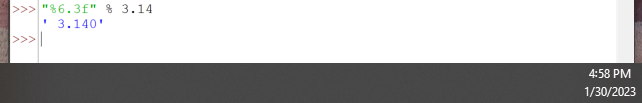 >>> "%6.3f" % 3.14
' 3.140'
>>>
4:58 PM
1/30/2023